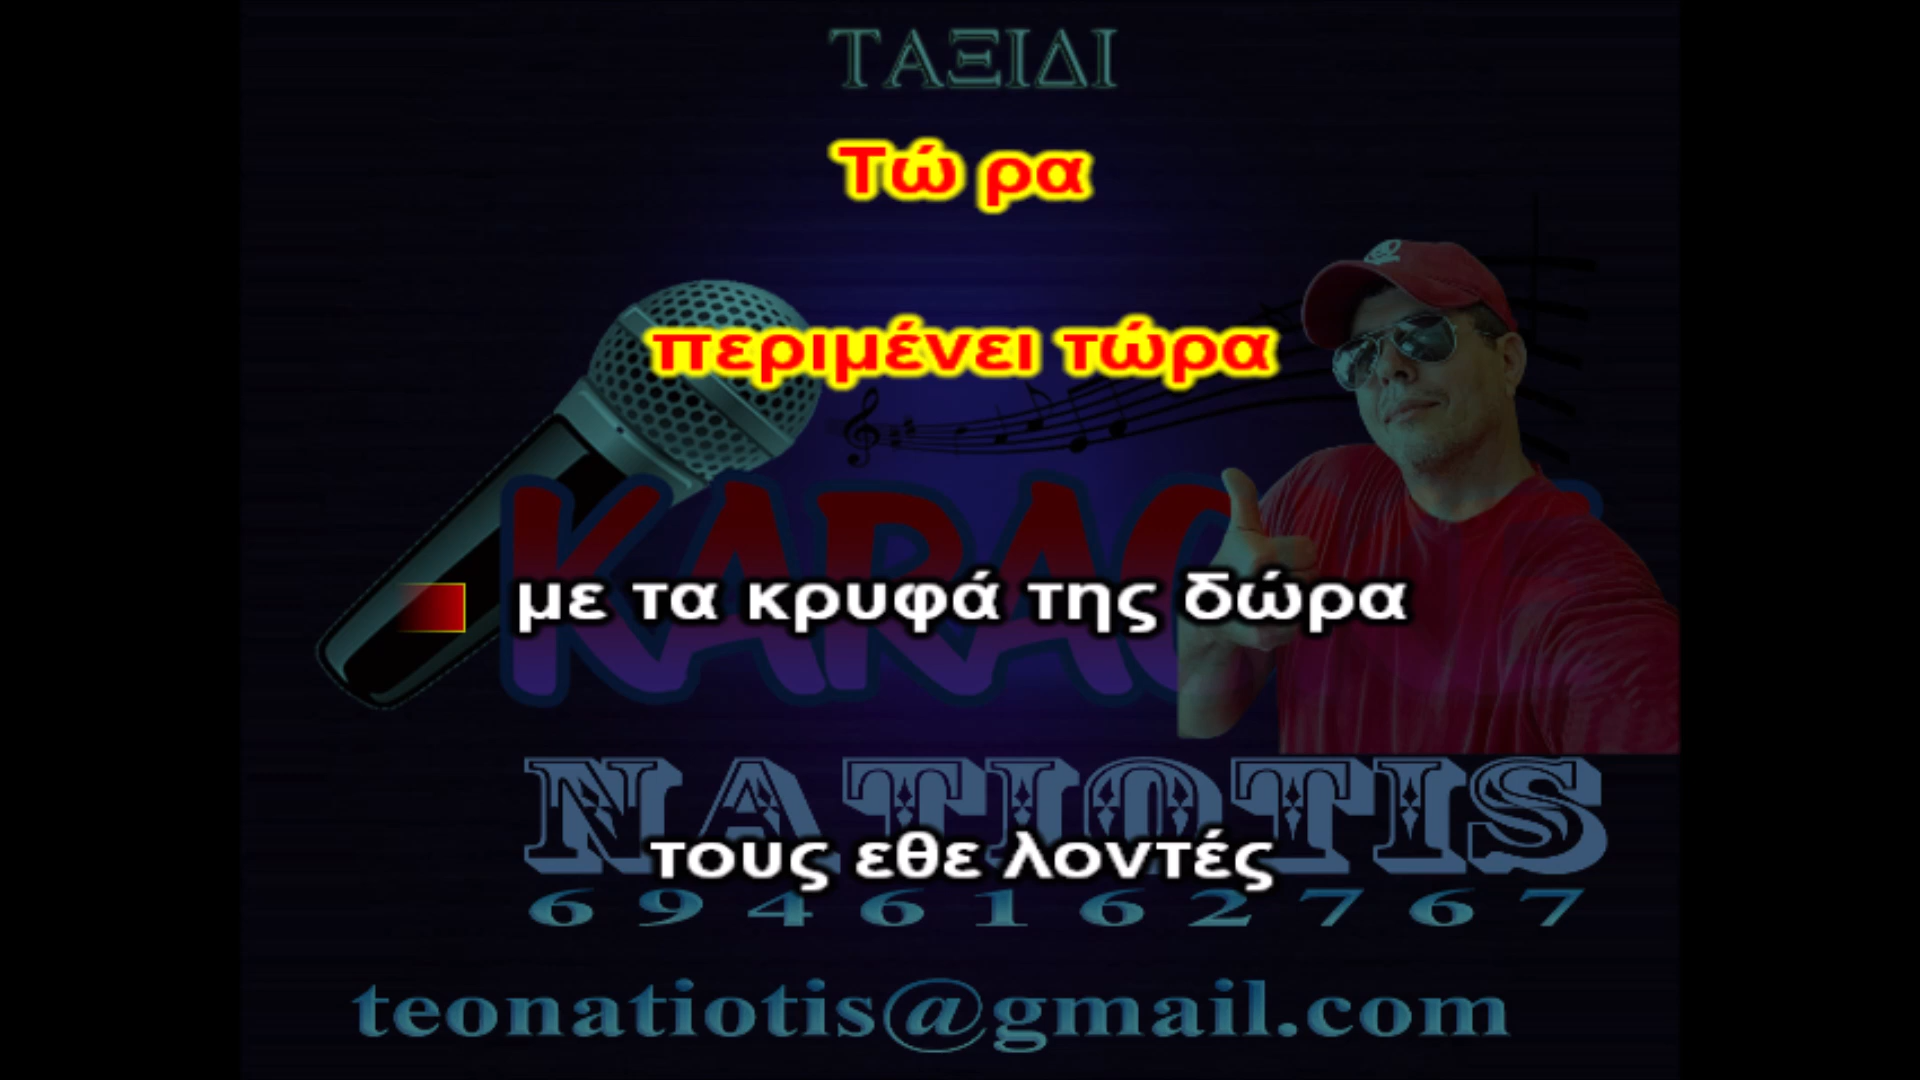 ΤΑΞΙΔΙ
Τώ ρα
περιμένει τώρα
με τα κρυφά της δώρα
NATIOTIS
τους εθε λοντές
6946162767
teonatiotis@gmail.com